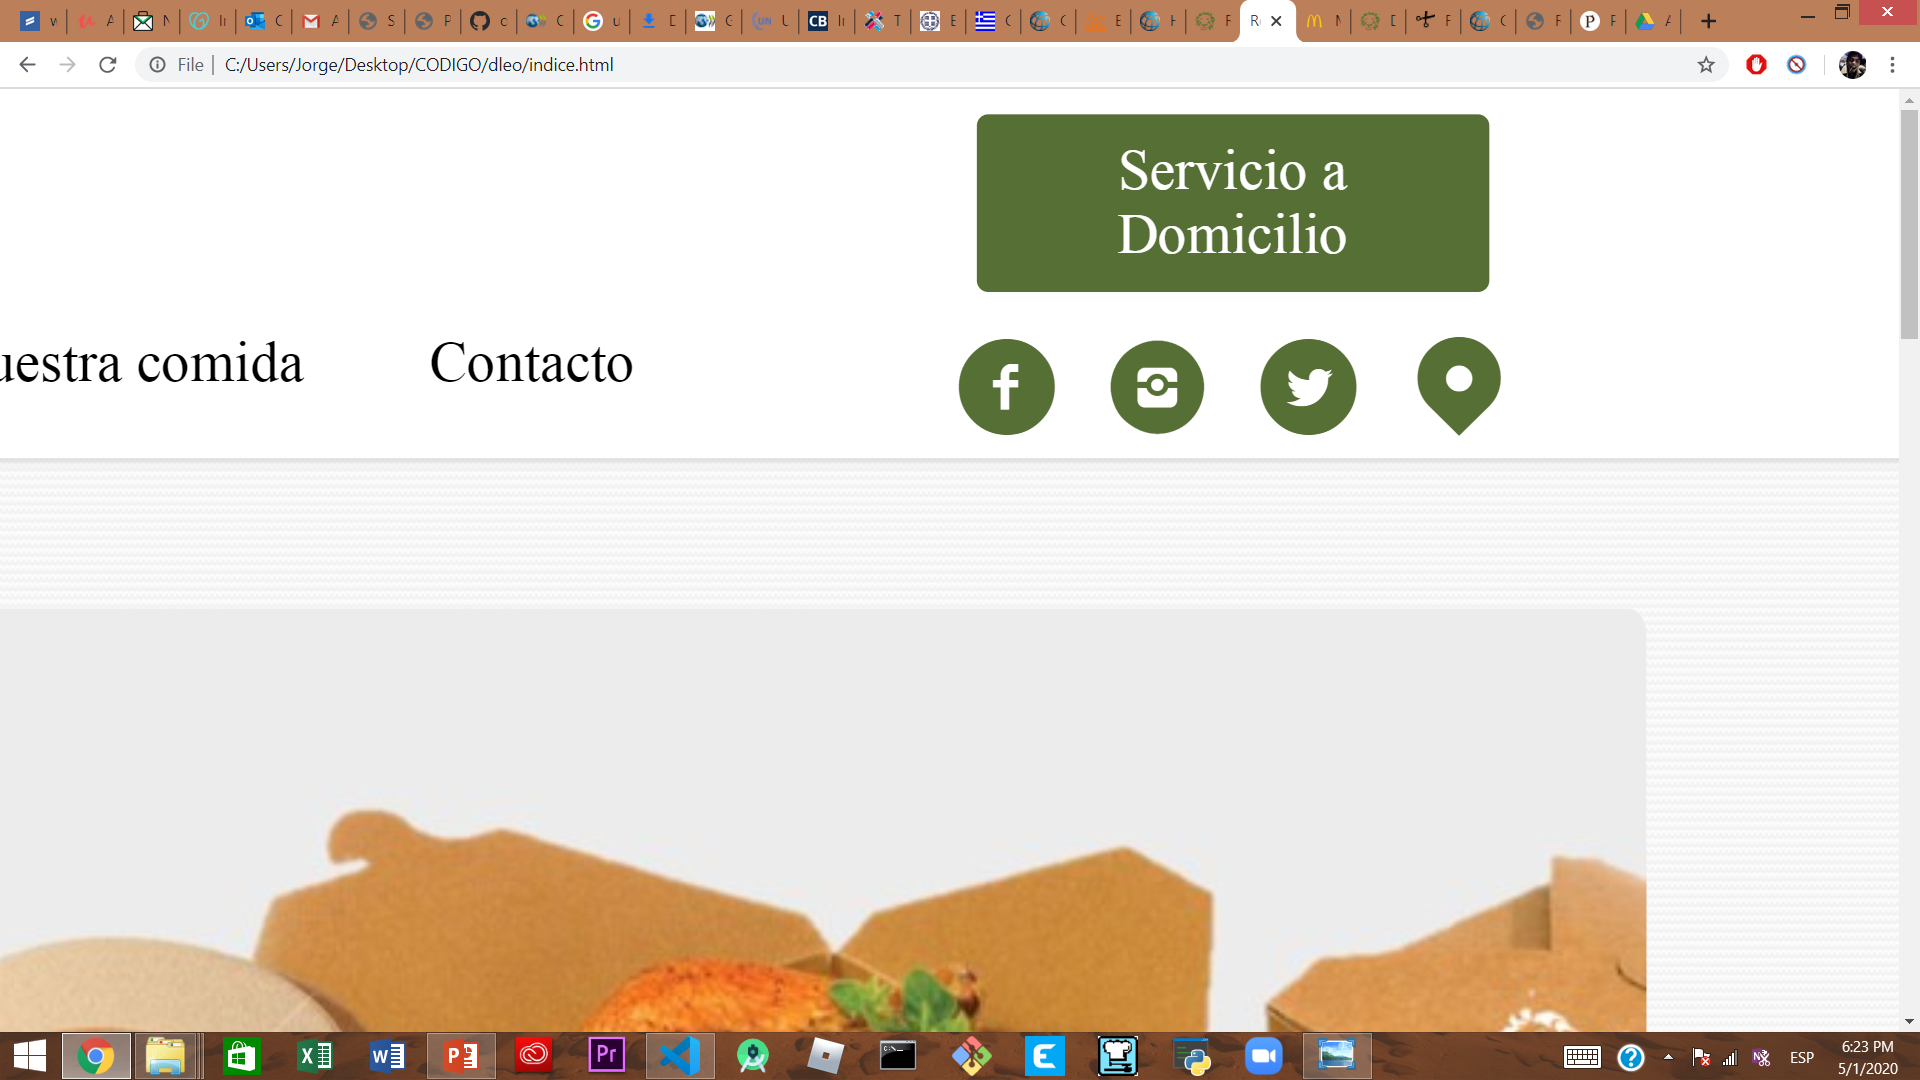 File
C:/Users/Jorge/Desktop/CODIGO/dleo/indice.html
Servicio a
Domicilio
uestra comida
Contacto
ESP
6:23 PM
5/1/2020